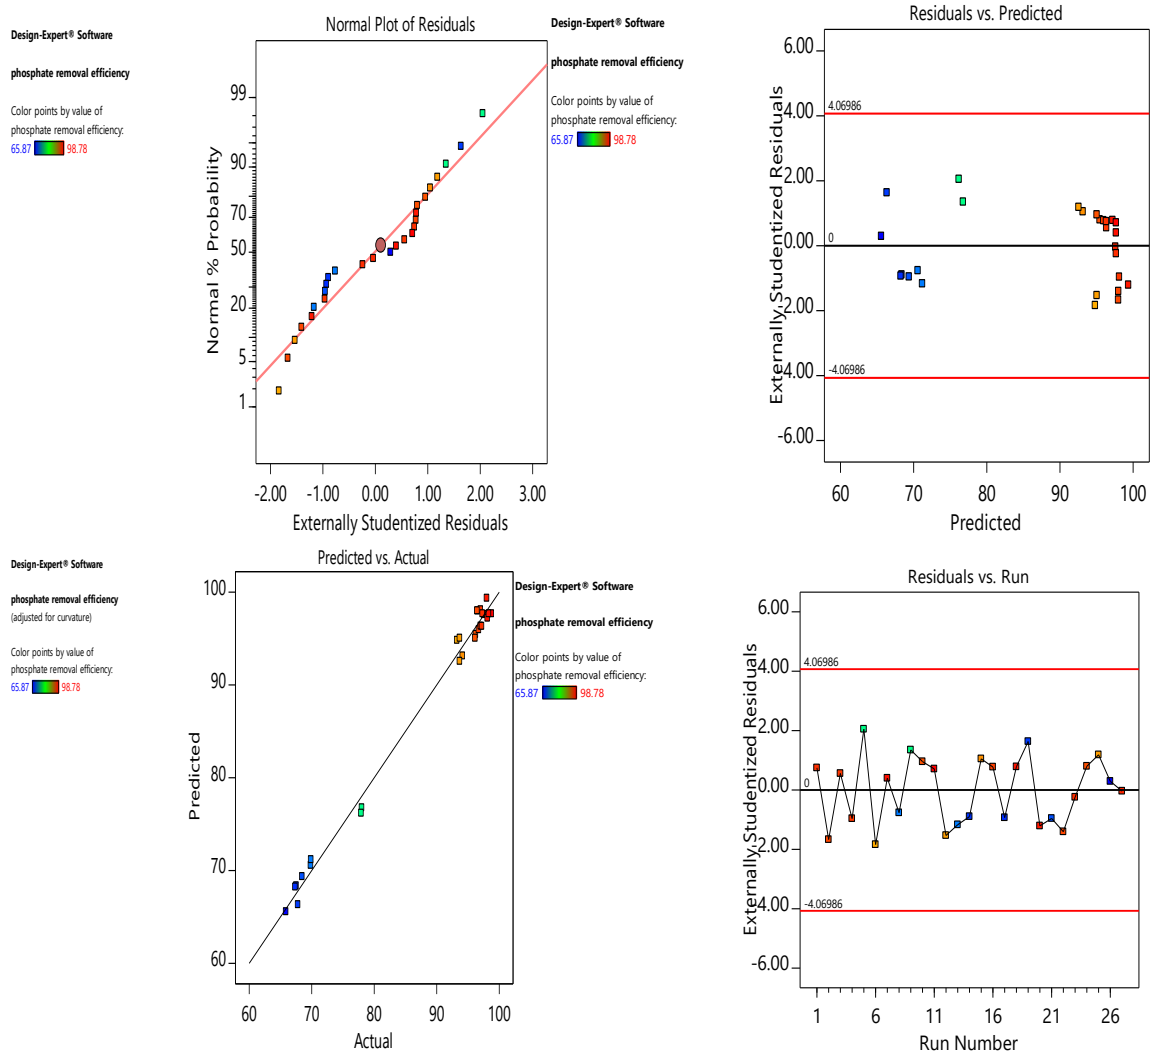 Design-Expert® Software
phosphate removal efficiency
Color points by value of
phosphate removal efficiency:
65.87 98.78
Normal Plot of Residuals
Normal % Probability
99
90
70
50
20
5
1
-2.00 -1.00 0.00 1.00 2.00 3.00
Externally Studentized Residuals
Design-Expert® Software
phosphate removal efficiency
Color points by value of
phosphate removal efficiency:
65.87 98.78
Residuals vs. Predicted
Externally Studentized Residuals
6.00
4.00
2.00
0.00
-2.00
-4.00
-6.00
4.06986
0
-4.06986
60 70 80 90 100
Predicted
Design-Expert® Software
phosphate removal efficiency
(adjusted for curvature)
Color points by value of
phosphate removal efficiency:
65.87 98.78
Predicted vs. Actual
Predicted
100
90
80
70
60
60 70 80 90 100
Actual
Design-Expert® Software
phosphate removal efficiency
Color points by value of
phosphate removal efficiency:
65.87 98.78
Residuals vs. Run
Externally Studentized Residuals
6.00
4.00
2.00
0.00
-2.00
-4.00
-6.00
4.06986
0
-4.06986
1 6 11 16 21 26
Run Number